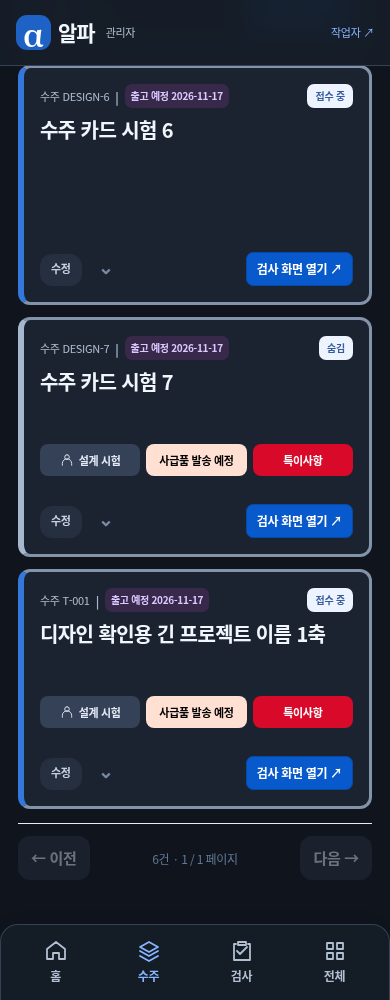 α 알파 관리자 작업자 ↗
수주 DESIGN-6 | 출고 예정 2026-11-17 접수 중
수주 카드 시험 6
수정 검사 화면 열기 ↗
수주 DESIGN-7 | 출고 예정 2026-11-17 숨김
수주 카드 시험 7
설계 시험 사급품 발송 예정 특이사항
수정 검사 화면 열기 ↗
수주 T-001 | 출고 예정 2026-11-17 접수 중
디자인 확인용 긴 프로젝트 이름 1축
설계 시험 사급품 발송 예정 특이사항
수정 검사 화면 열기 ↗
← 이전 6건 · 1 / 1 페이지 다음 →
홈 수주 검사 전체